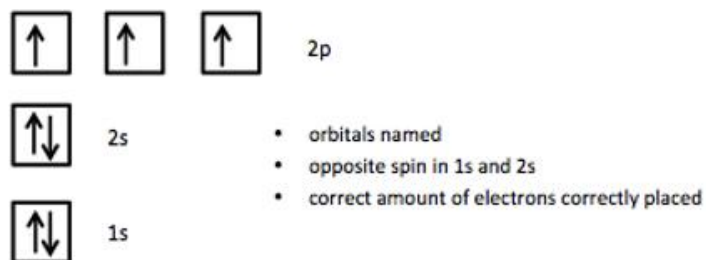 2p
2s
• orbitals named
• opposite spin in 1s and 2s
• correct amount of electrons correctly placed
1s